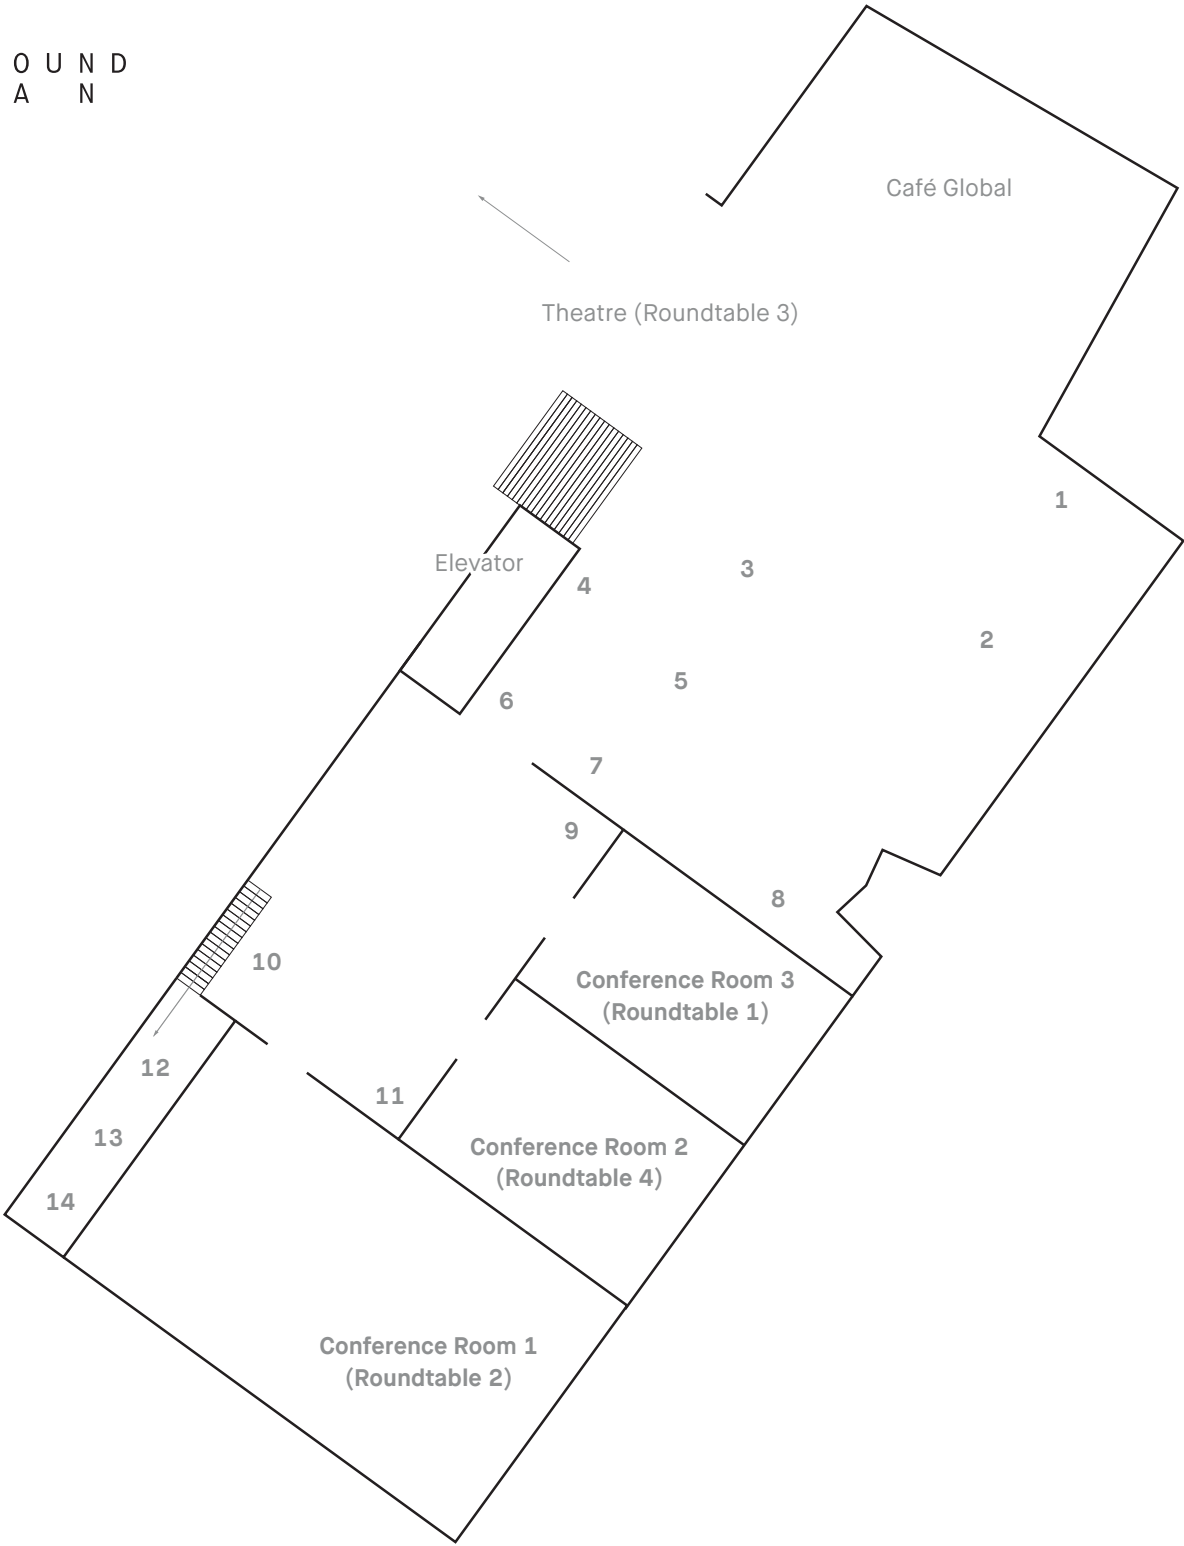 OUND
A N
Café Global
Theatre (Roundtable 3)
1
Elevator
3
4
2
5
6
7
9
8
10
Conference Room 3
(Roundtable 1)
12
11
13
Conference Room 2
(Roundtable 4)
14
Conference Room 1
(Roundtable 2)